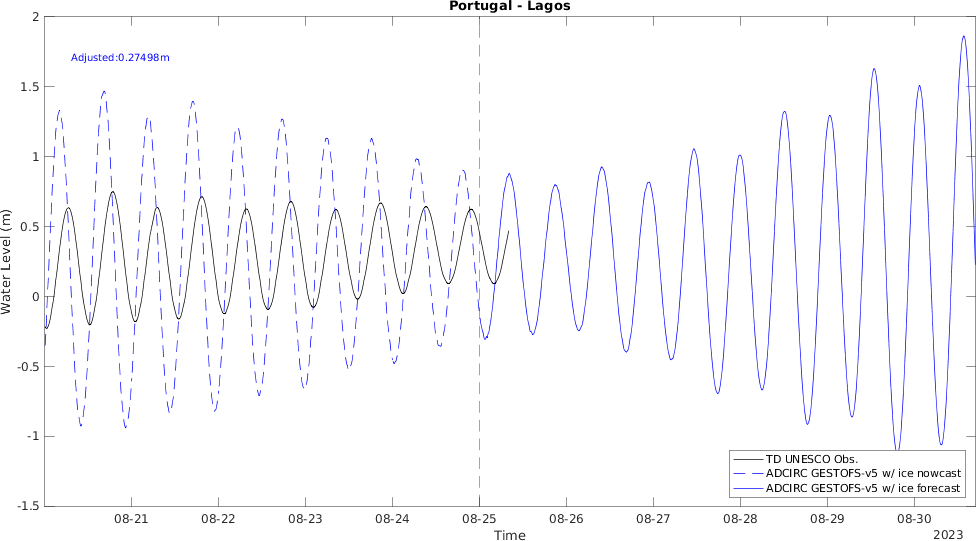 Portugal - Lagos
Adjusted:0.27498m
2
1.5
1
0.5
0
-0.5
-1
-1.5
Water Level (m)
TD UNESCO Obs.
ADCIRC GESTOFS-v5 w/ ice nowcast
ADCIRC GESTOFS-v5 w/ ice forecast
08-21 08-22 08-23 08-24 08-25 08-26 08-27 08-28 08-29 08-30
Time
2023